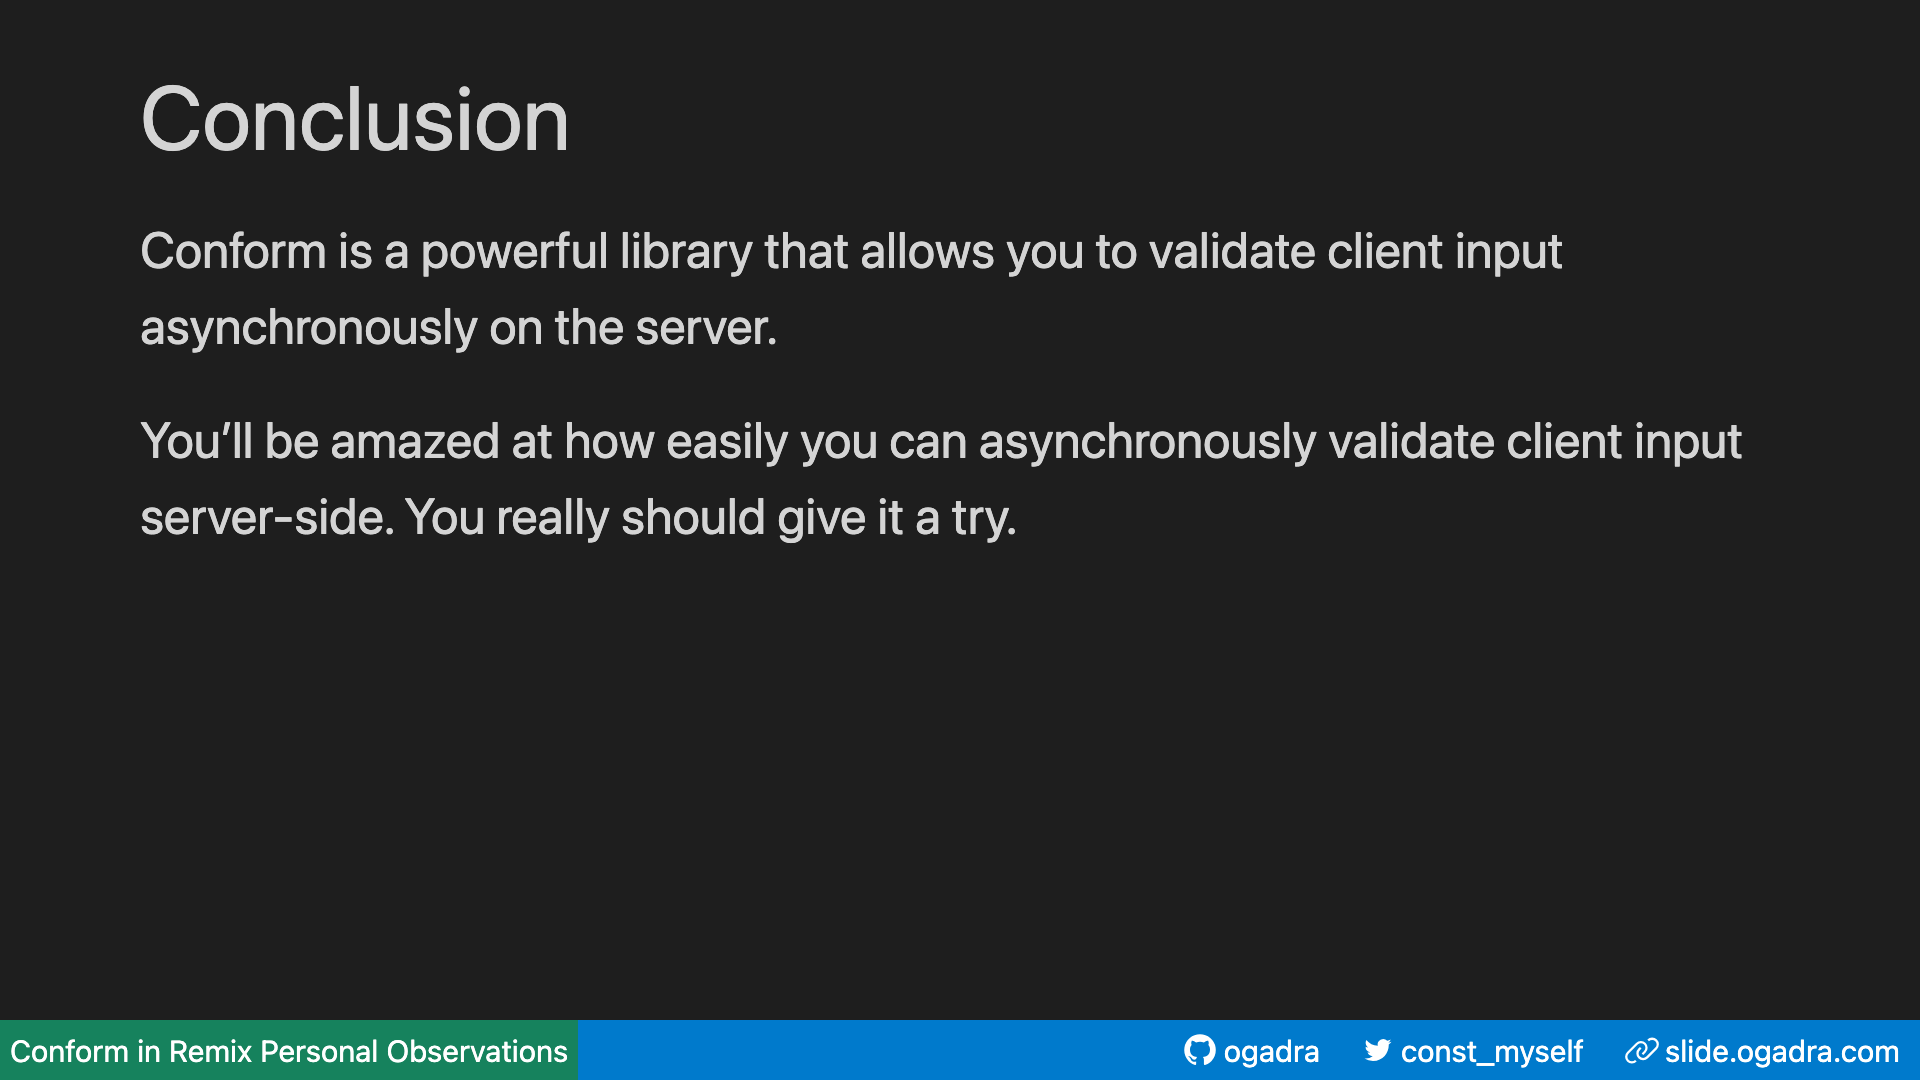 Conclusion
Conform is a powerful library that allows you to validate client input
asynchronously on the server.
You’ll be amazed at how easily you can asynchronously validate client input
server-side. You really should give it a try.
Conform in Remix Personal Observations
ogadra
const_myself
slide.ogadra.com